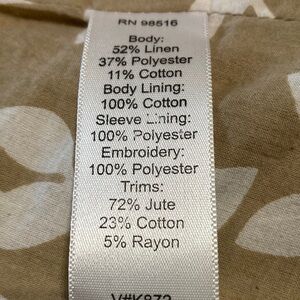 RN 98516
Body:
52% Linen
37% Polyester
11% Cotton
Body Lining:
100% Cotton
Sleeve Lining:
100% Polyester
Embroidery:
100% Polyester
Trims:
72% Jute
23% Cotton
5% Rayon
V#K872